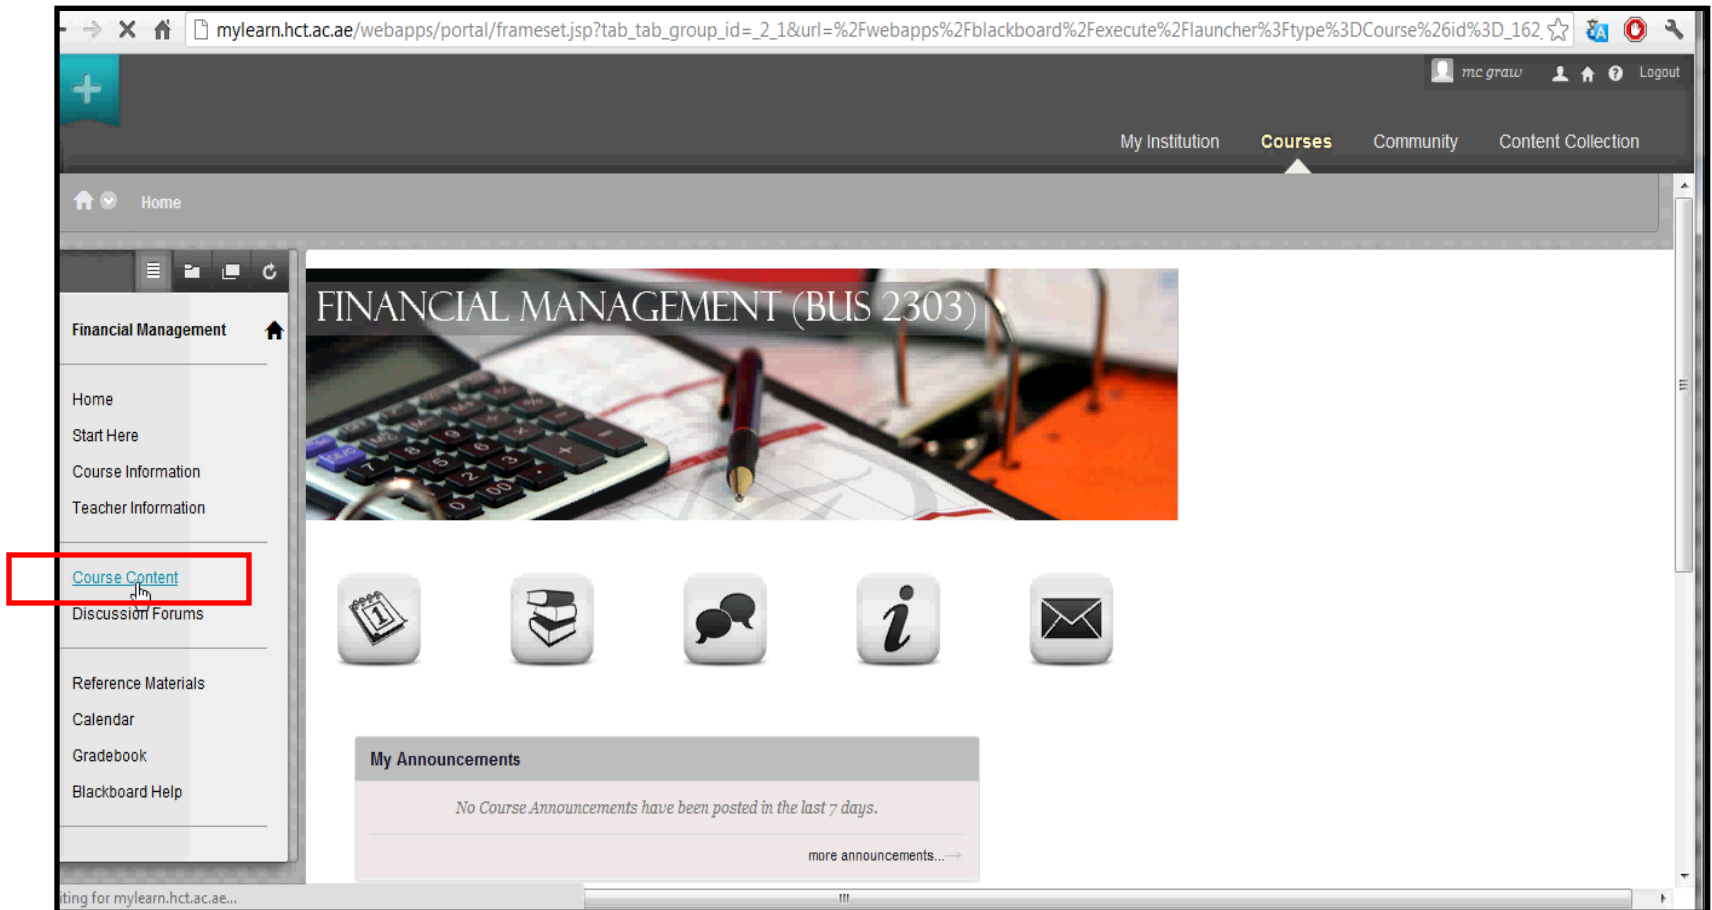 mylearn.hct.ac.ae/webapps/portal/frameset.jsp?tab_tab_group_id=_2_1&url=%2Fwebapps%2Fblackboard%2Fexecute%2Flauncher%3Ftype%3DCourse%26id%3D_162
mc graw Logout
My Institution Courses Community Content Collection
Home
Financial Management
Home
Start Here
Course Information
Teacher Information
Course Content
Discussion Forums
Reference Materials
Calendar
Gradebook
Blackboard Help
FINANCIAL MANAGEMENT (BUS 2303)
My Announcements
No Course Announcements have been posted in the last 7 days.
more announcements...
iting for mylearn.hct.ac.ae...